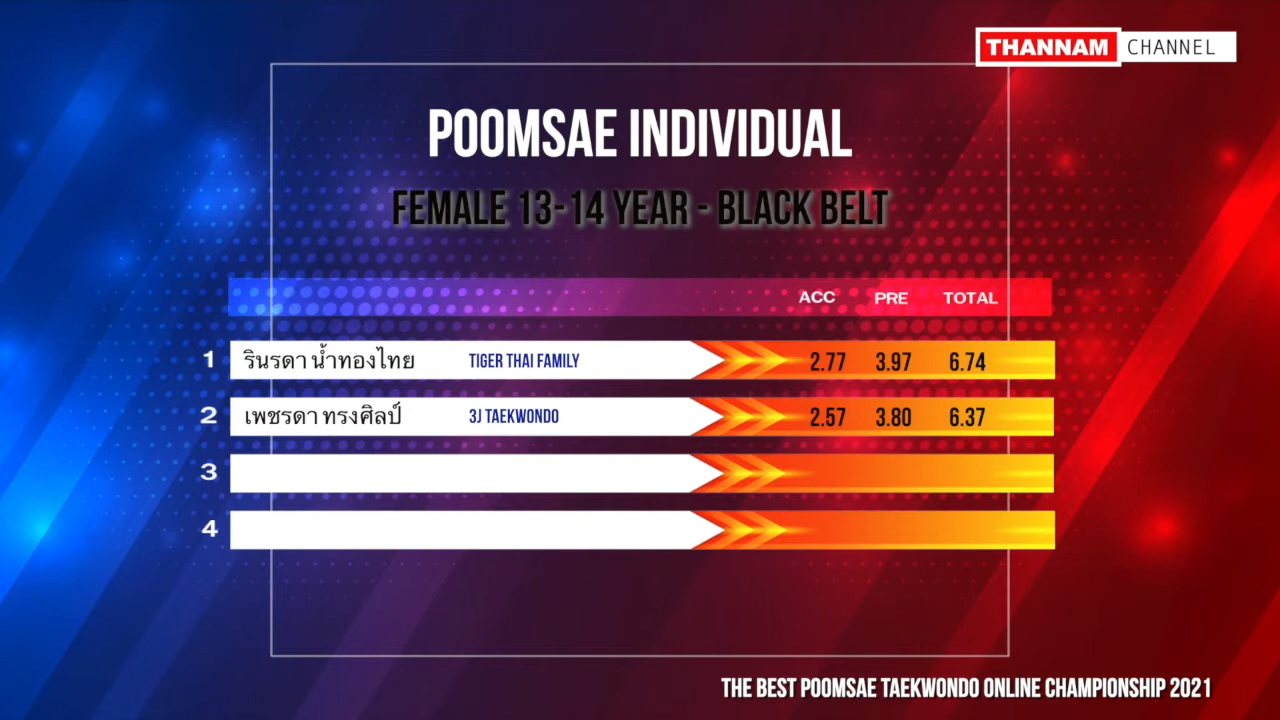 THANNAM CHANNEL
POOMSAE INDIVIDUAL
FEMALE 13-14 YEAR - BLACK BELT
ACC PRE TOTAL
1 รินรดา น้ำทองไทย TIGER THAI FAMILY 2.77 3.97 6.74
2 เพชรดา ทรงศิลป์ 3J TAEKWONDO 2.57 3.80 6.37
3
4
THE BEST POOMSAE TAEKWONDO ONLINE CHAMPIONSHIP 2021